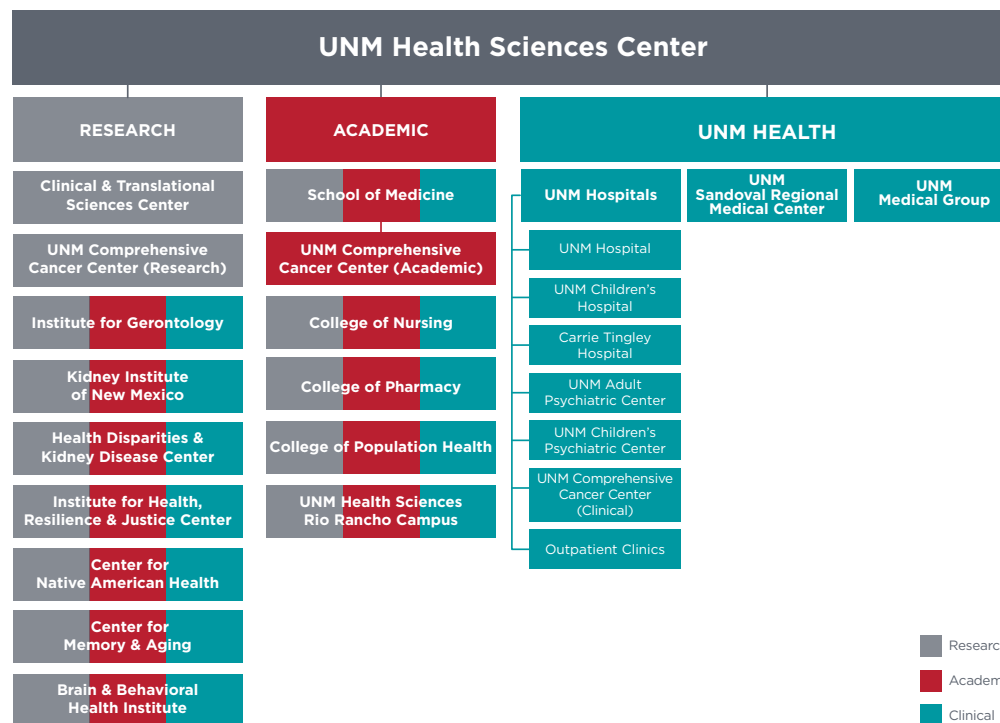 UNM Health Sciences Center
RESEARCH
Clinical & Translational
Sciences Center
UNM Comprehensive
Cancer Center (Research)
Institute for Gerontology
Kidney Institute
of New Mexico
Health Disparities &
Kidney Disease Center
Institute for Health,
Resilience & Justice Center
Center for
Native American Health
Center for
Memory & Aging
Brain & Behavioral
Health Institute
ACADEMIC
School of Medicine
UNM Comprehensive
Cancer Center (Academic)
College of Nursing
College of Pharmacy
College of Population Health
UNM Health Sciences
Rio Rancho Campus
UNM HEALTH
UNM Hospitals
UNM Hospital
UNM Children's
Hospital
Carrie Tingley
Hospital
UNM Adult
Psychiatric Center
UNM Children's
Psychiatric Center
UNM Comprehensive
Cancer Center
(Clinical)
Outpatient Clinics
UNM
Sandoval Regional
Medical Center
UNM
Medical Group
Researc
Academ
Clinical